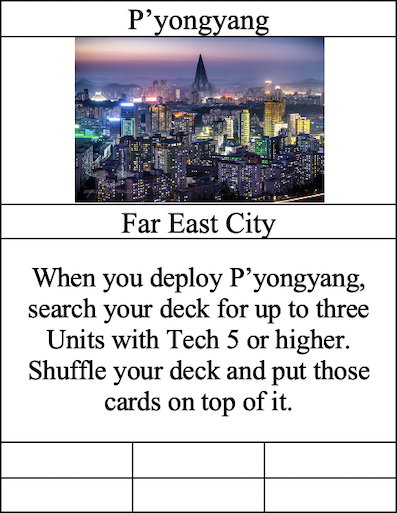 P’yongyang
Far East City
When you deploy P’yongyang,
search your deck for up to three
Units with Tech 5 or higher.
Shuffle your deck and put those
cards on top of it.